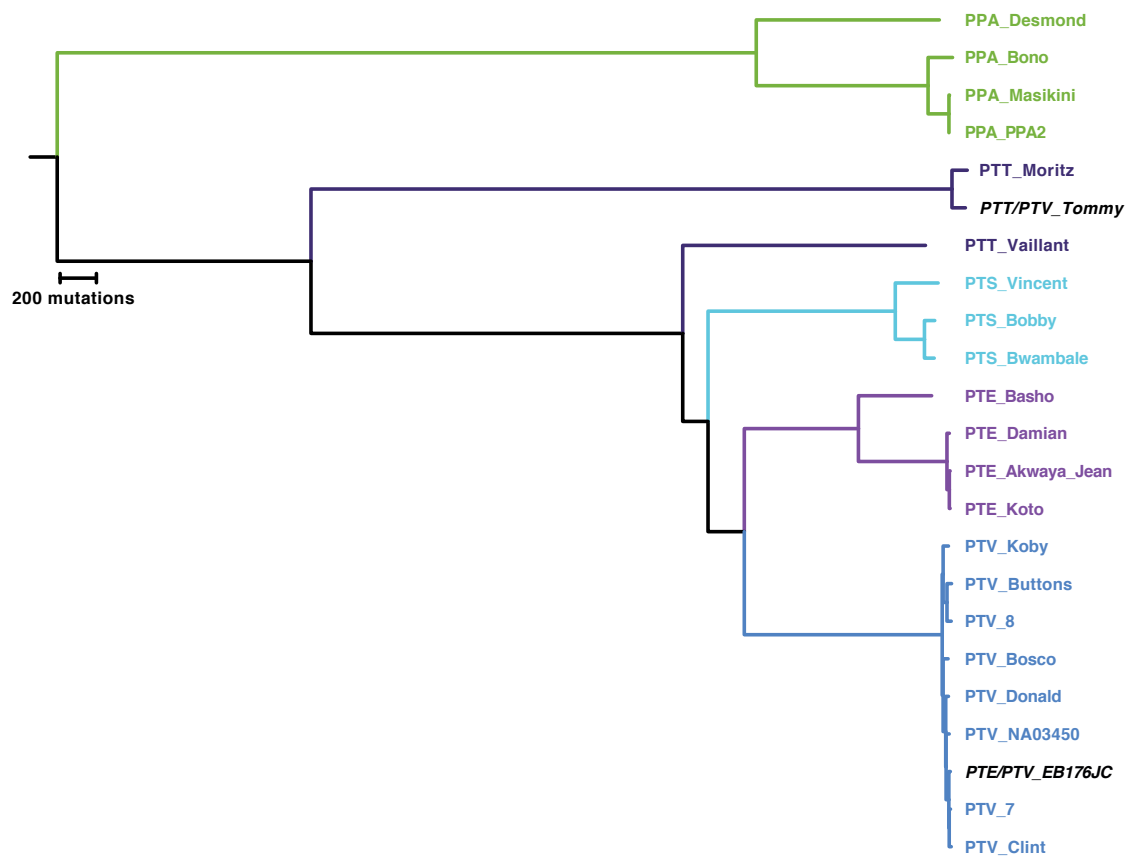 PPA_Desmond
PPA_Bono
PPA_Masikini
PPA_PPA2
PTT_Moritz
PTT/PTV_Tommy
PTT_Vaillant
PTS_Vincent
200 mutations
PTS_Bobby
PTS_Bwambale
PTE_Basho
PTE_Damian
PTE_Akwaya_Jean
PTE_Koto
PTV_Koby
PTV_Buttons
PTV_8
PTV_Bosco
PTV_Donald
PTV_NA03450
PTE/PTV_EB176JC
PTV_7
PTV_Clint